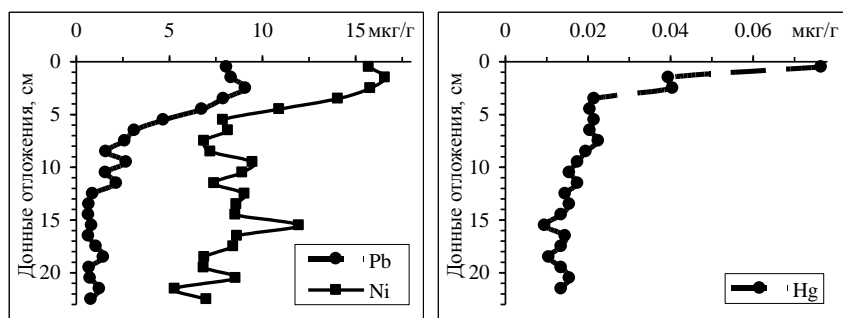 0 5 10 15 мкг/г
0
5
10
15
20
Донные отложения, см
Pb
Ni
0 0.02 0.04 0.06 мкг/г
0
5
10
15
20
Донные отложения, см
Hg